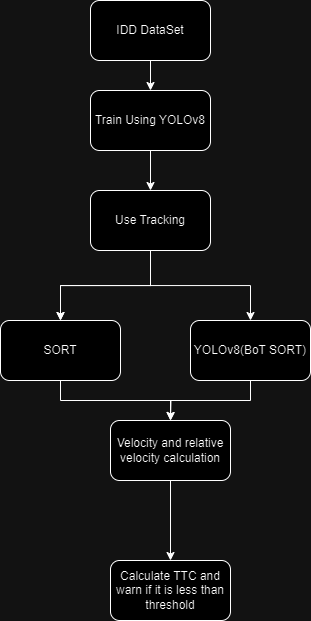 IDD DataSet
Train Using YOLOv8
Use Tracking
SORT
YOLOv8(BoT SORT)
Velocity and relative
velocity calculation
Calculate TTC and
warn if it is less than
threshold